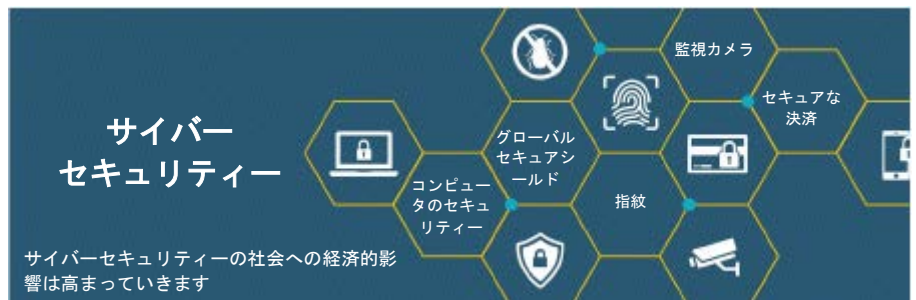 サイバー
セキュリティー
サイバーセキュリティーの社会への経済的影
響は高まっていきます
コンピュー
タのセキュ
リティー
グローバル
セキュアシ
ールド
指紋
監視カメラ
セキュアな
決済